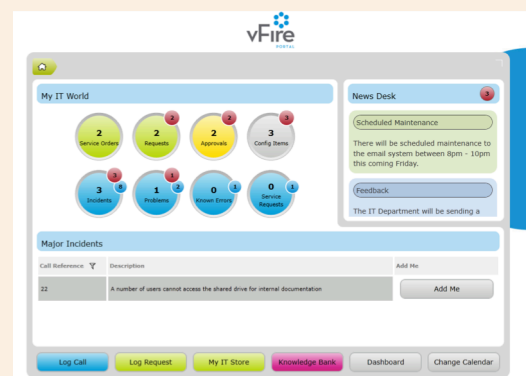 vFire
PORTAL
My IT World
2
2
Service Orders
2
2
Requests
2
2
Approvals
3
3
Config Items
3
8
3
Incidents
1
2
1
Problems
1
0
Known Errors
1
0
Service
Requests
News Desk
3
Scheduled Maintenance
There will be scheduled maintenance to
the email system between 8pm - 10pm
this coming Friday.
Feedback
The IT Department will be sending a
Major Incidents
Call Reference Description Add Me
22 A number of users cannot access the shared drive for internal documentation Add Me
Log Call Log Request My IT Store Knowledge Bank Dashboard Change Calendar